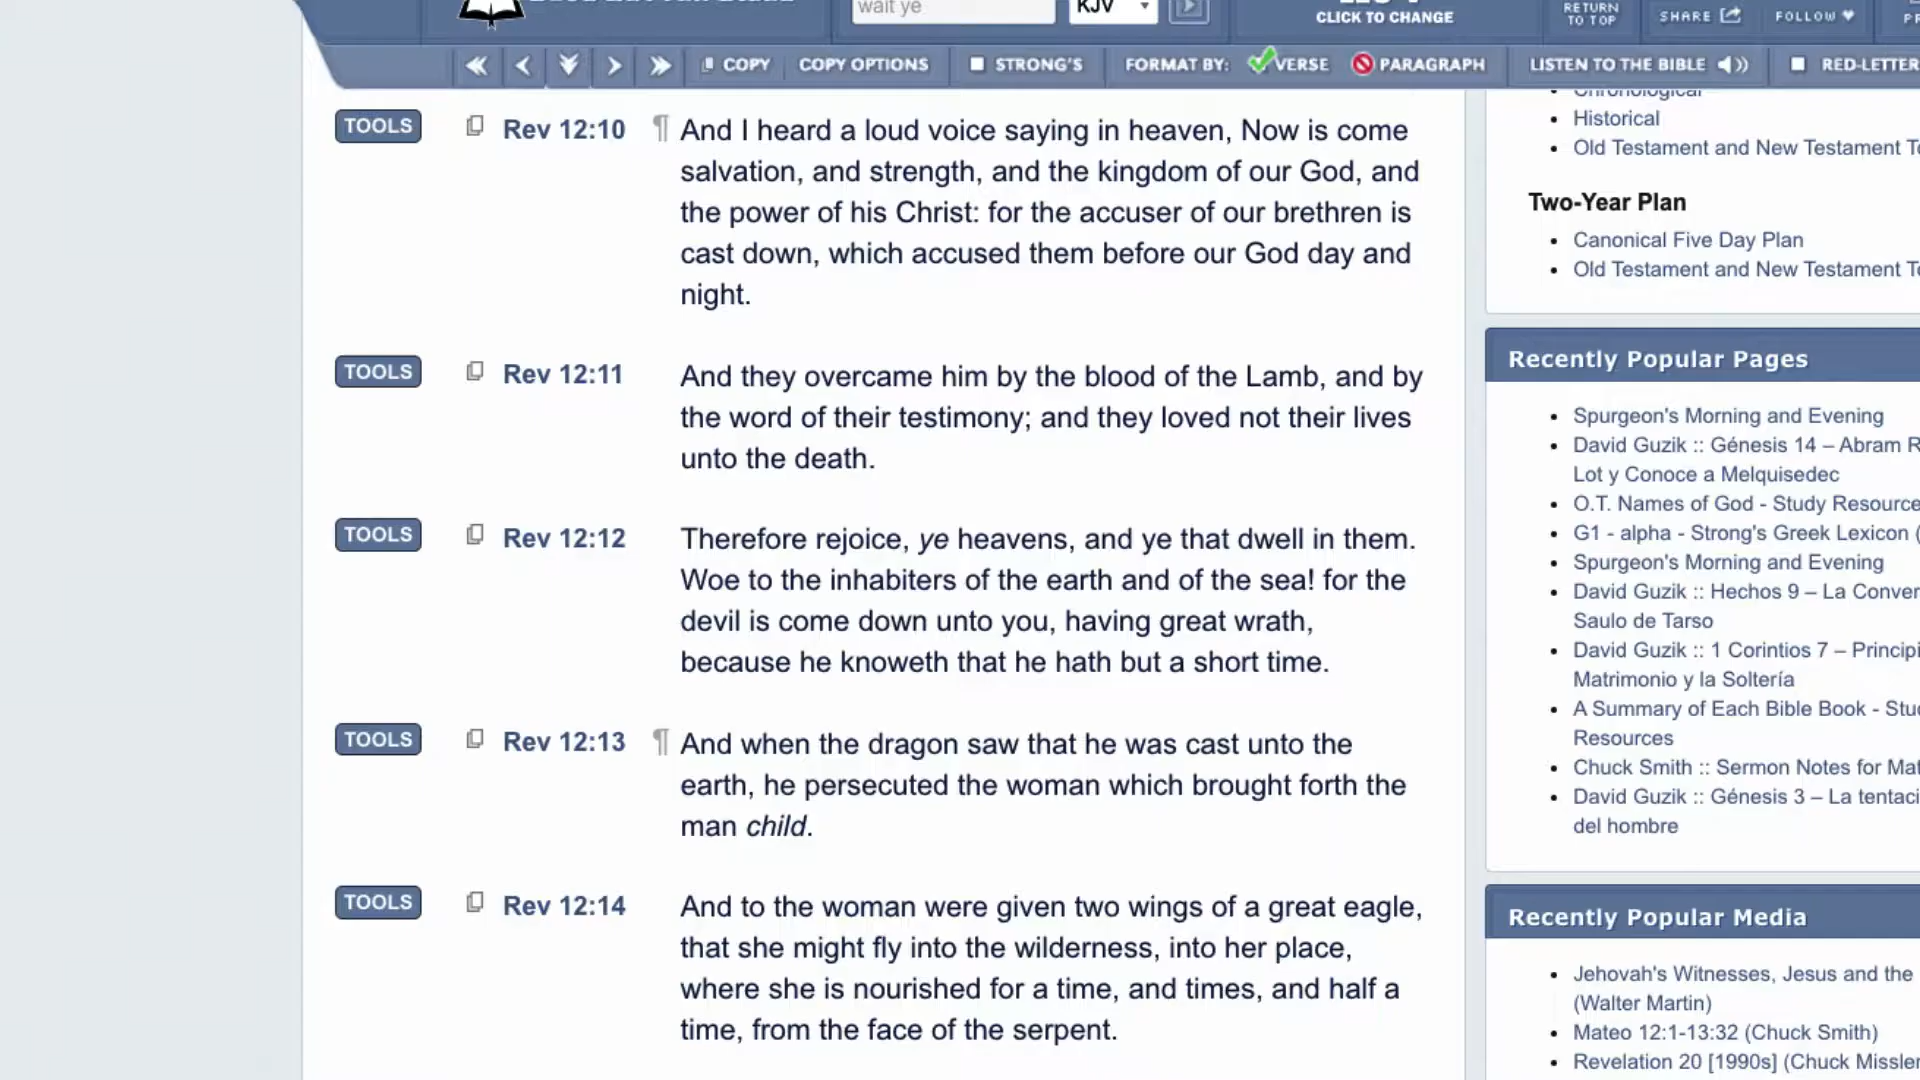 wait ye
KJV
CLICK TO CHANGE
RETURN
TO TOP
SHARE
FOLLOW
COPY
COPY OPTIONS
STRONG'S
FORMAT BY:
VERSE
PARAGRAPH
LISTEN TO THE BIBLE
RED-LETTER
TOOLS
Rev 12:10
¶ And I heard a loud voice saying in heaven, Now is come
salvation, and strength, and the kingdom of our God, and
the power of his Christ: for the accuser of our brethren is
cast down, which accused them before our God day and
night.
TOOLS
Rev 12:11
And they overcame him by the blood of the Lamb, and by
the word of their testimony; and they loved not their lives
unto the death.
TOOLS
Rev 12:12
Therefore rejoice, ye heavens, and ye that dwell in them.
Woe to the inhabiters of the earth and of the sea! for the
devil is come down unto you, having great wrath,
because he knoweth that he hath but a short time.
TOOLS
Rev 12:13
¶ And when the dragon saw that he was cast unto the
earth, he persecuted the woman which brought forth the
man child.
TOOLS
Rev 12:14
And to the woman were given two wings of a great eagle,
that she might fly into the wilderness, into her place,
where she is nourished for a time, and times, and half a
time, from the face of the serpent.
Chronological
Historical
Old Testament and New Testament
Two-Year Plan
Canonical Five Day Plan
Old Testament and New Testament
Recently Popular Pages
Spurgeon's Morning and Evening
David Guzik :: Génesis 14 – Abram
Lot y Conoce a Melquisedec
O.T. Names of God - Study Resource
G1 - alpha - Strong's Greek Lexicon (
Spurgeon's Morning and Evening
David Guzik :: Hechos 9 – La Conver
Saulo de Tarso
David Guzik :: 1 Corintios 7 – Principi
Matrimonio y la Soltería
A Summary of Each Bible Book -
Resources
Chuck Smith :: Sermon Notes for
David Guzik :: Génesis 3 – La tentaci
del hombre
Recently Popular Media
Jehovah's Witnesses, Jesus and the
(Walter Martin)
Mateo 12:1-13:32 (Chuck Smith)
Revelation 20 [1990s] (Chuck Missler